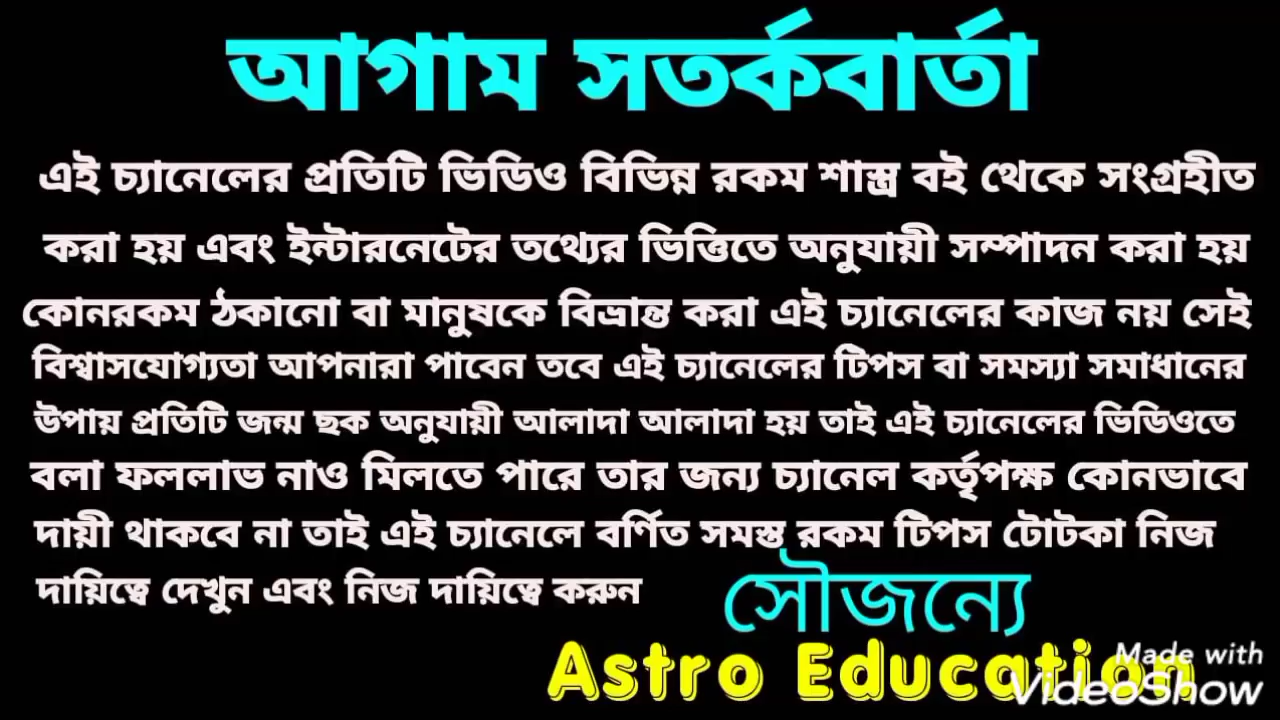 আগাম সতর্কবার্তা
এই চ্যানেলের প্রতিটি ভিডিও বিভিন্ন রকম শাস্ত্র বই থেকে সংগ্রহীত
করা হয় এবং ইন্টারনেটের তথ্যের ভিত্তিতে অনুযায়ী সম্পাদন করা হয়
কোনরকম ঠকানো বা মানুষকে বিভ্রান্ত করা এই চ্যানেলের কাজ নয় সেই
বিশ্বাসযোগ্যতা আপনারা পাবেন তবে এই চ্যানেলের টিপস বা সমস্যা সমাধানের
উপায় প্রতিটি জন্ম ছক অনুযায়ী আলাদা আলাদা হয় তাই এই চ্যানেলের ভিডিওতে
বলা ফললাভ নাও মিলতে পারে তার জন্য চ্যানেল কর্তৃপক্ষ কোনভাবে
দায়ী থাকবে না তাই এই চ্যানেলে বর্ণিত সমস্ত রকম টিপস টোটকা নিজ
দায়িত্বে দেখুন এবং নিজ দায়িত্বে করুন
সৌজন্যে
Astro Education
Made with
VideoShow